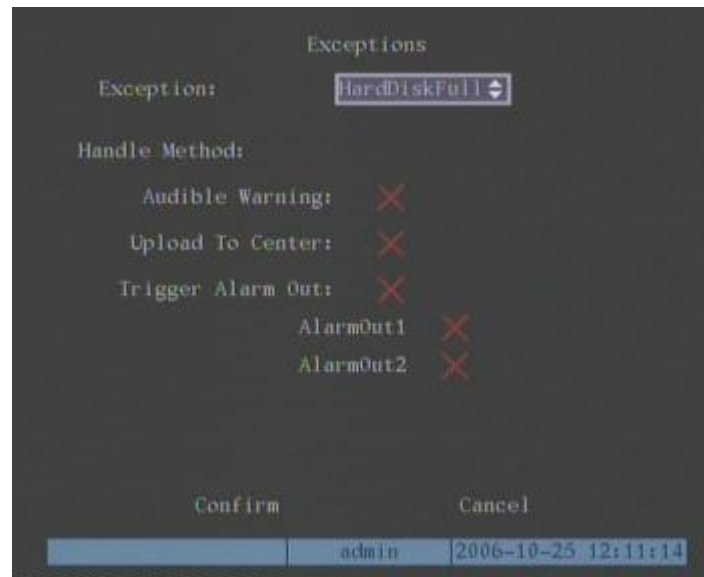 Exceptions
Exception: HardDiskFull
Handle Method:
Audible Warning:
Upload To Center:
Trigger Alarm Out:
AlarmOut1
AlarmOut2
Confirm Cancel
admin 2006-10-25 12:11:14